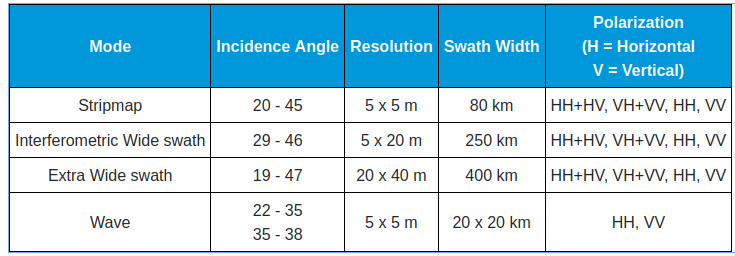 Mode Incidence Angle Resolution Swath Width Polarization
(H = Horizontal
V = Vertical)
Stripmap 20 - 45 5 x 5 m 80 km HH+HV, VH+VV, HH, VV
Interferometric Wide swath 29 - 46 5 x 20 m 250 km HH+HV, VH+VV, HH, VV
Extra Wide swath 19 - 47 20 x 40 m 400 km HH+HV, VH+VV, HH, VV
Wave 22 - 35
35 - 38 5 x 5 m 20 x 20 km HH, VV